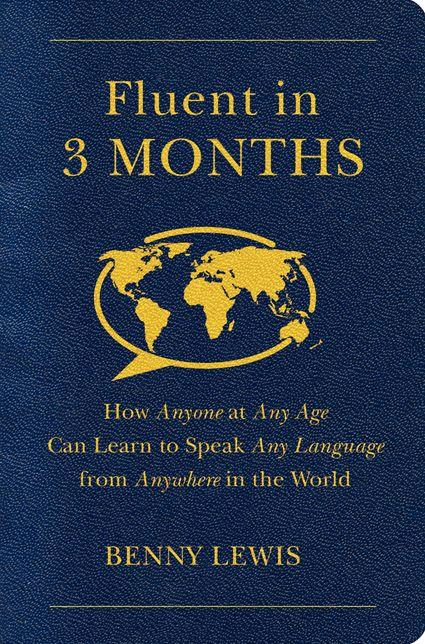 Fluent in
3 MONTHS
How Anyone at Any Age
Can Learn to Speak Any Language
from Anywhere in the World
BENNY LEWIS